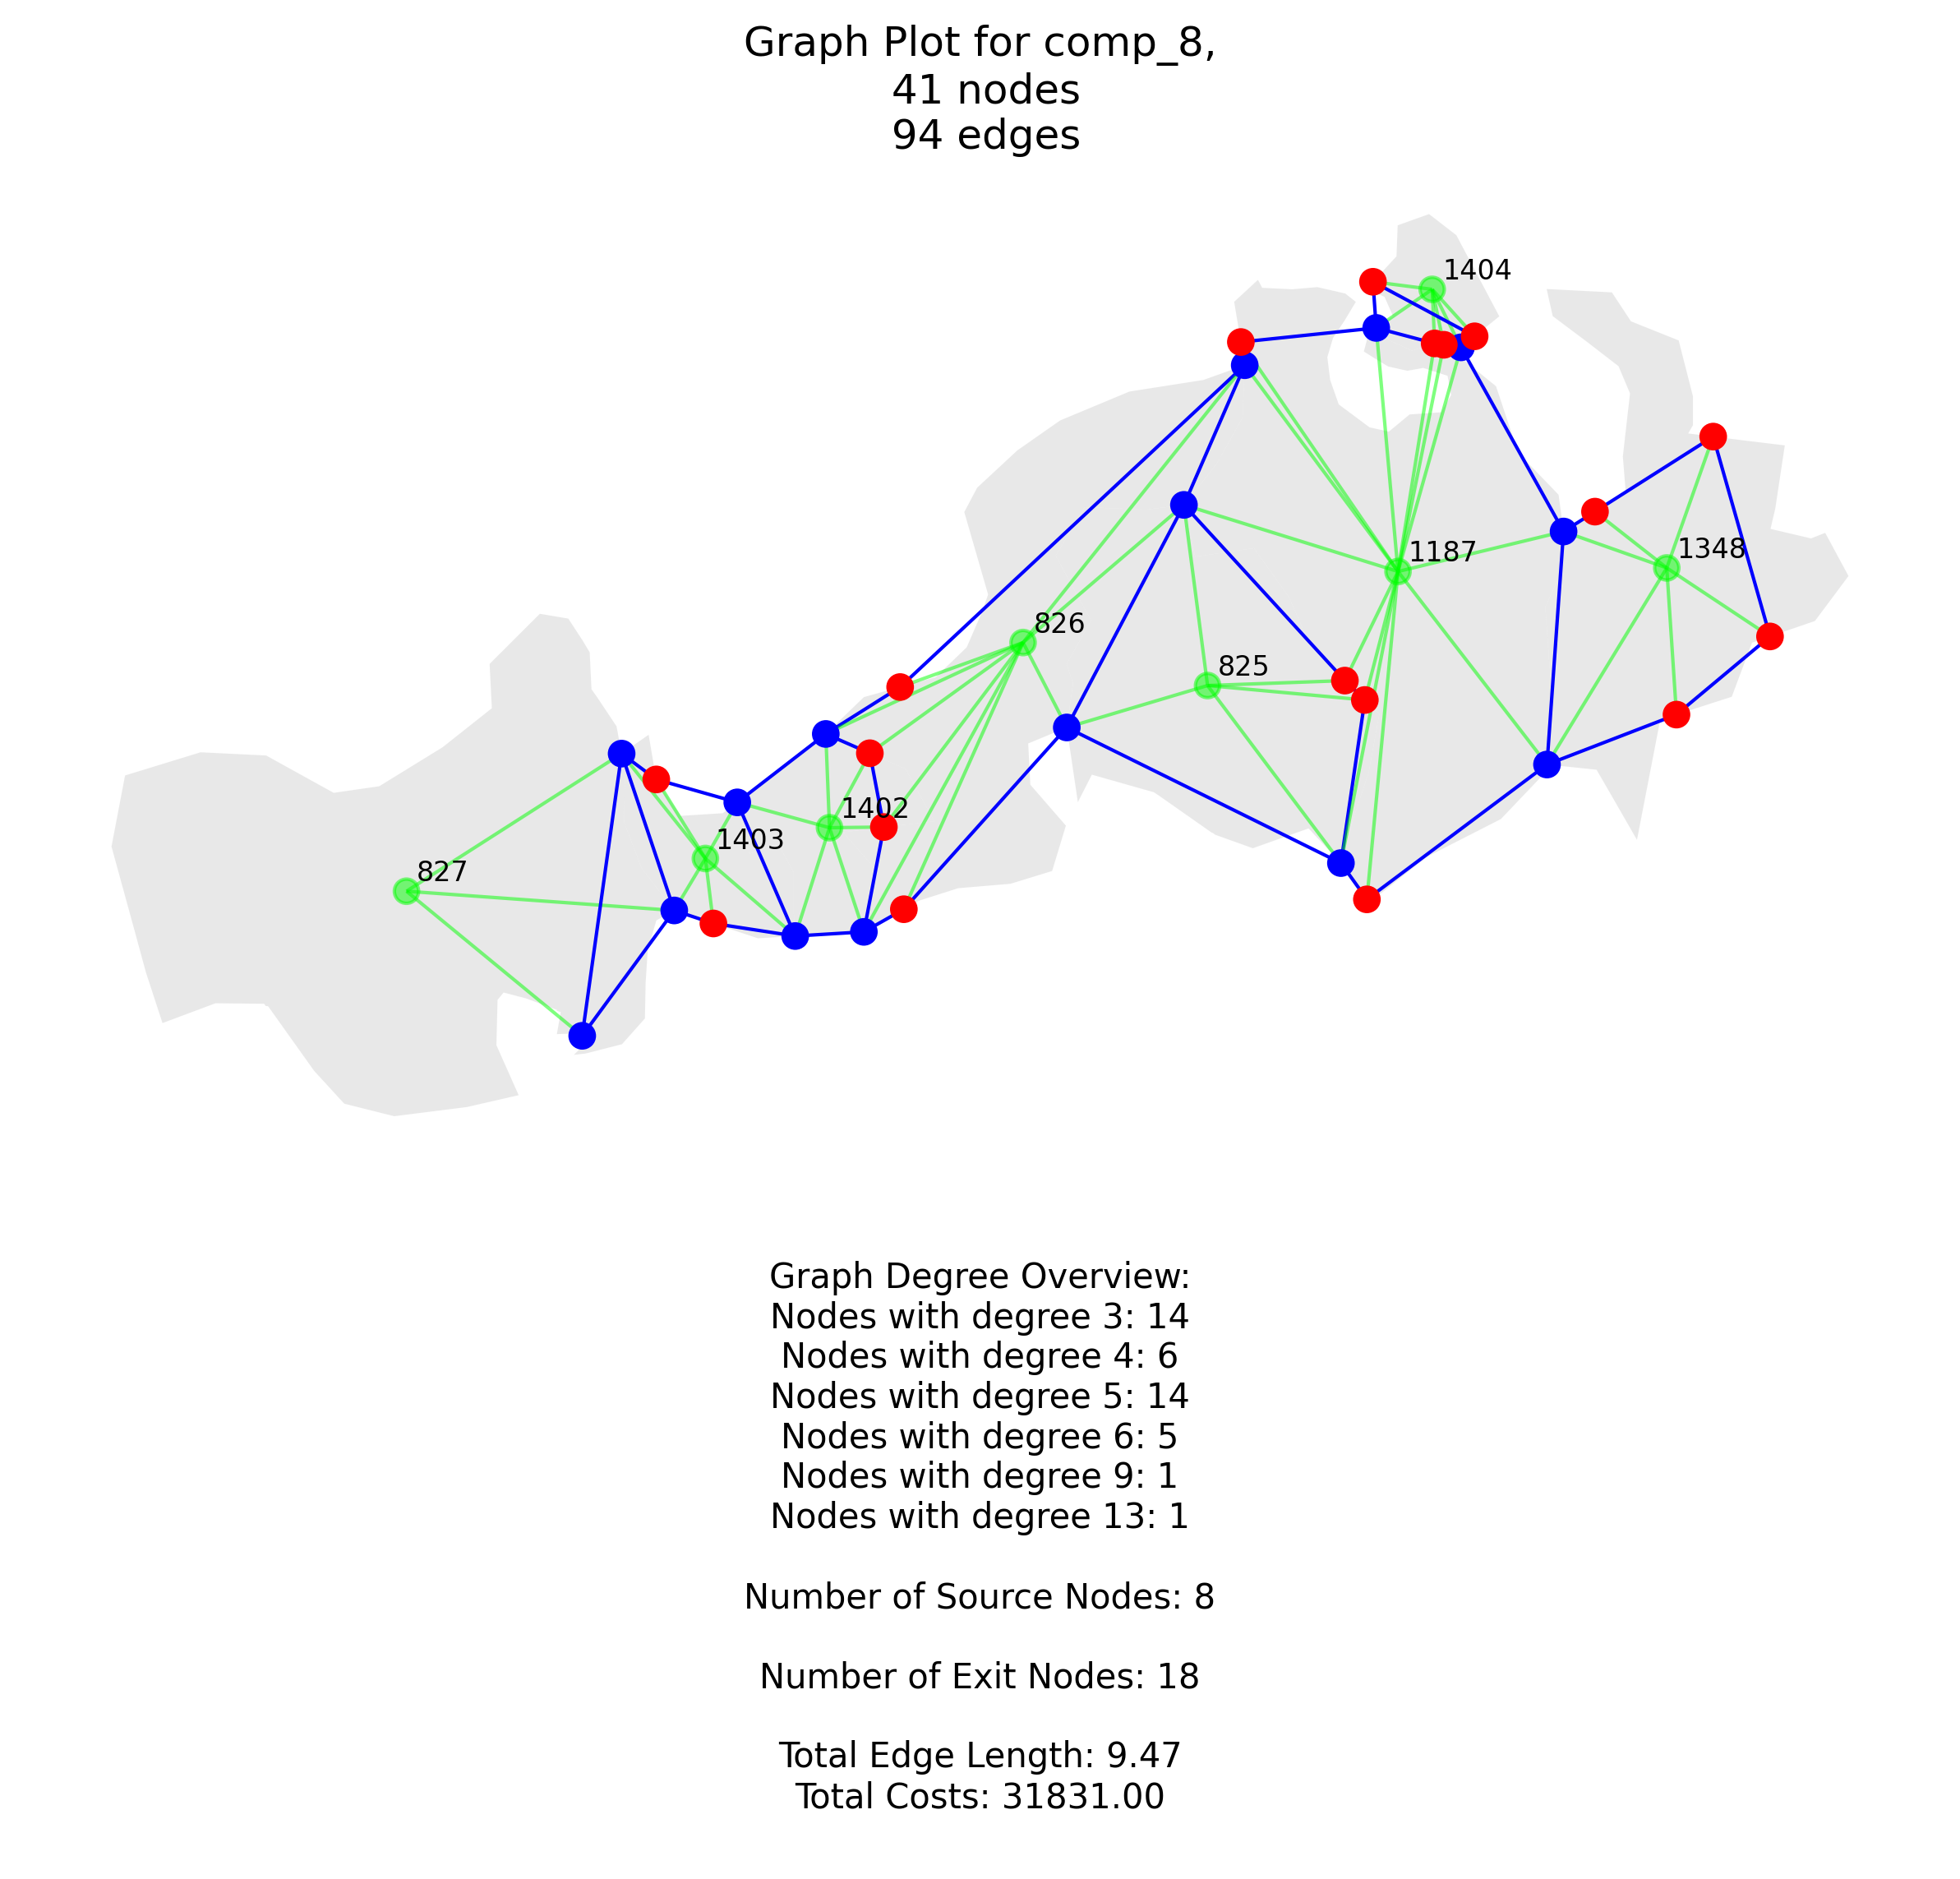 Graph Plot for comp_8,
41 nodes
94 edges
1404
1187
1348
826
825
1402
1403
827
Graph Degree Overview:
Nodes with degree 3: 14
Nodes with degree 4: 6
Nodes with degree 5: 14
Nodes with degree 6: 5
Nodes with degree 9: 1
Nodes with degree 13: 1
Number of Source Nodes: 8
Number of Exit Nodes: 18
Total Edge Length: 9.47
Total Costs: 31831.00